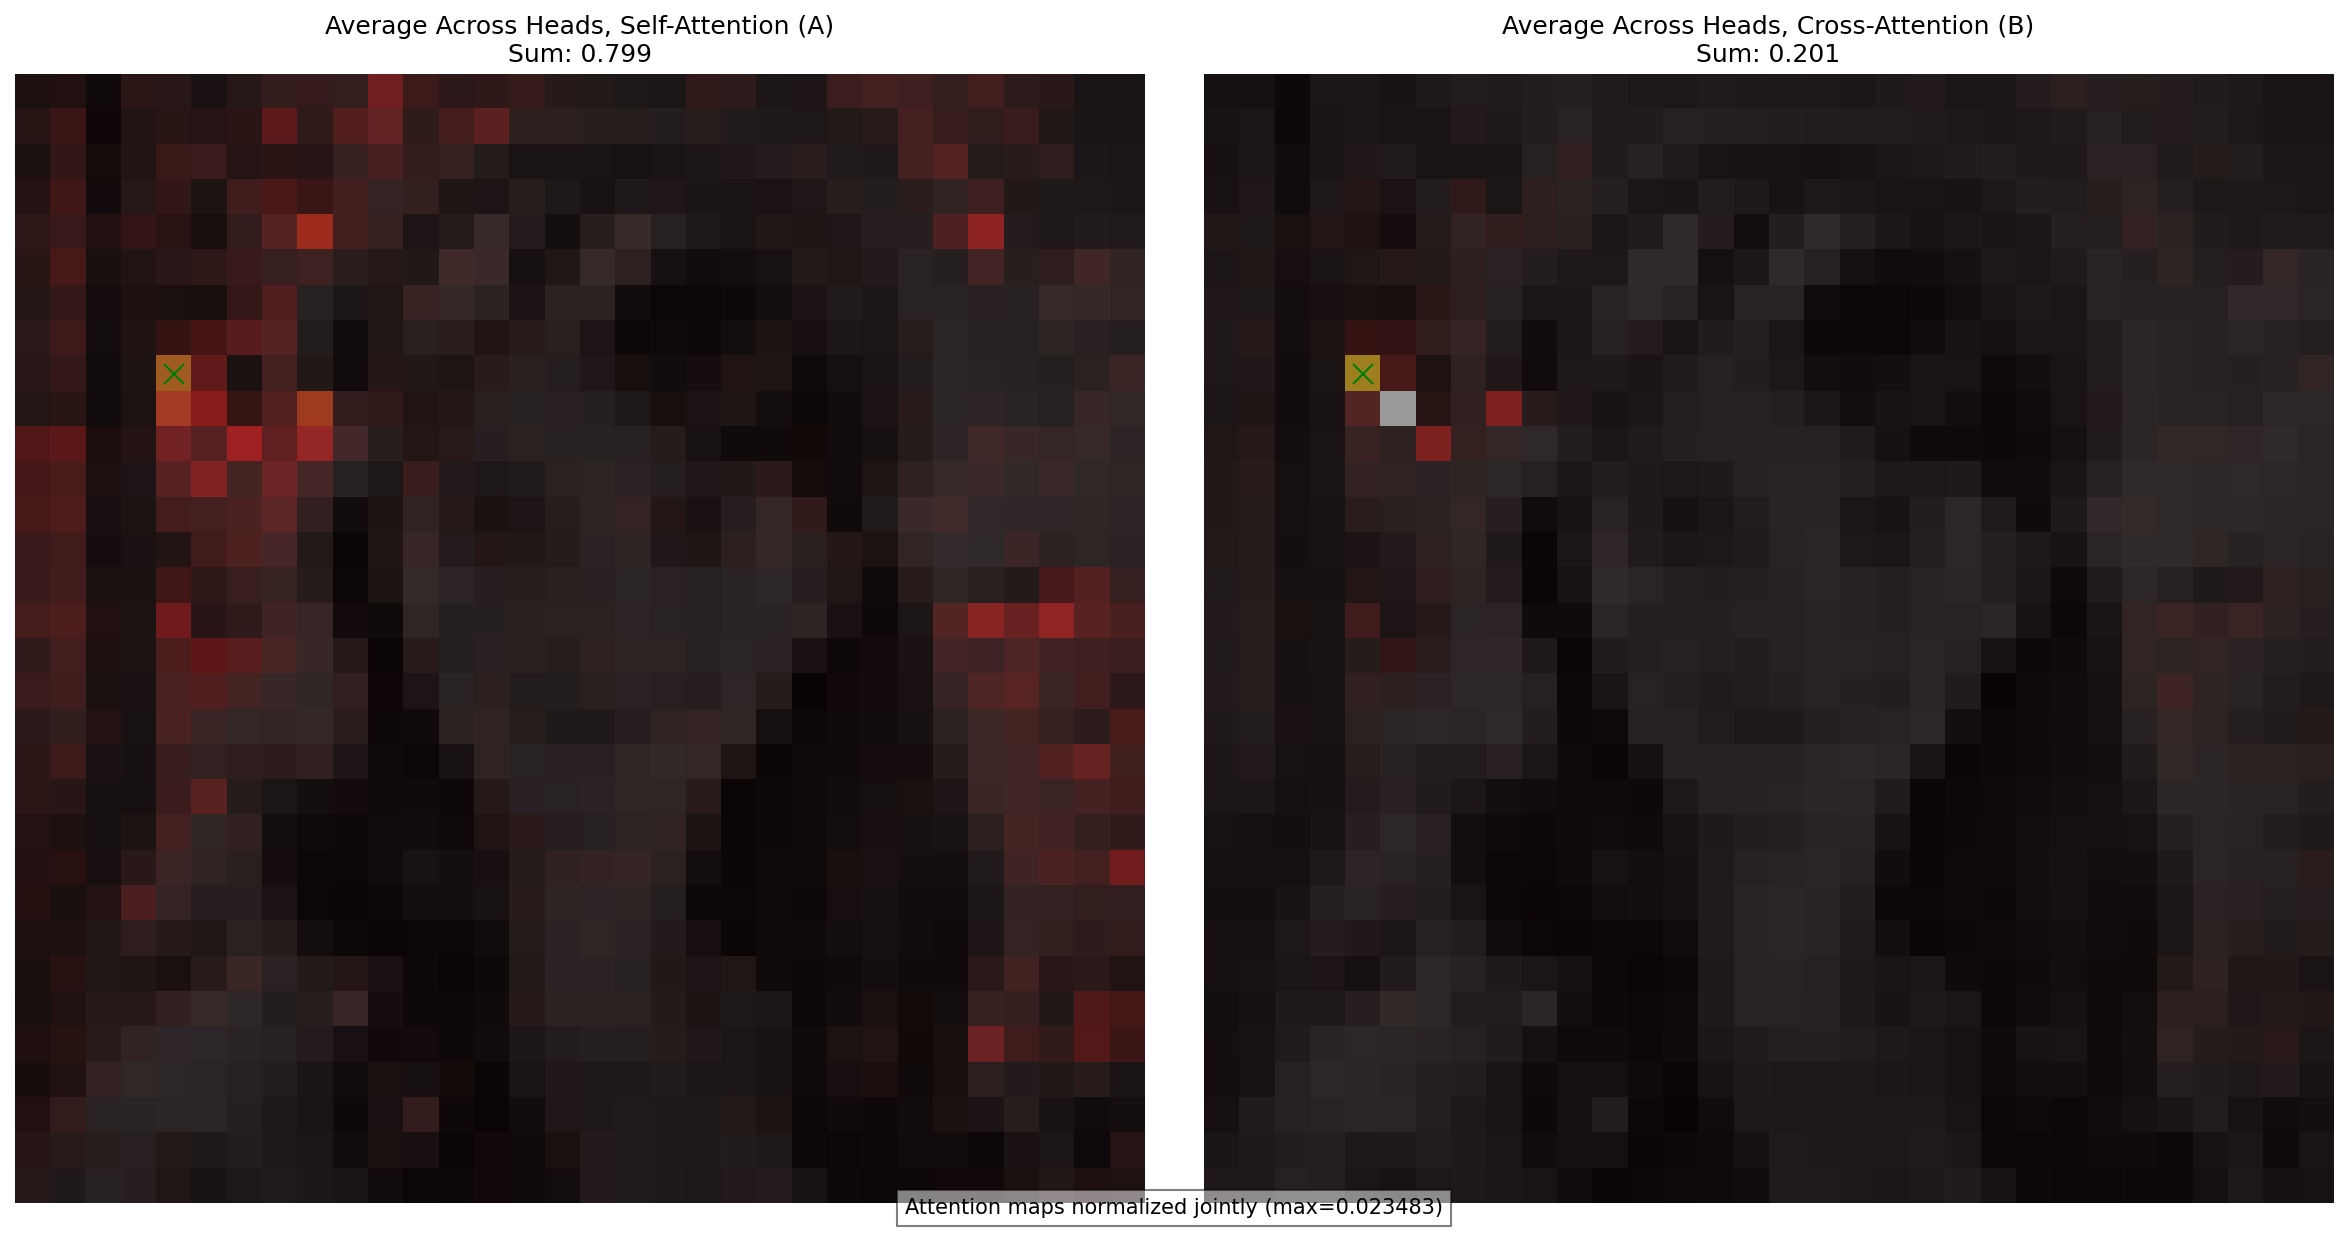 Average Across Heads, Self-Attention (A)
Sum: 0.799
Average Across Heads, Cross-Attention (B)
Sum: 0.201
Attention maps normalized jointly (max=0.023483)